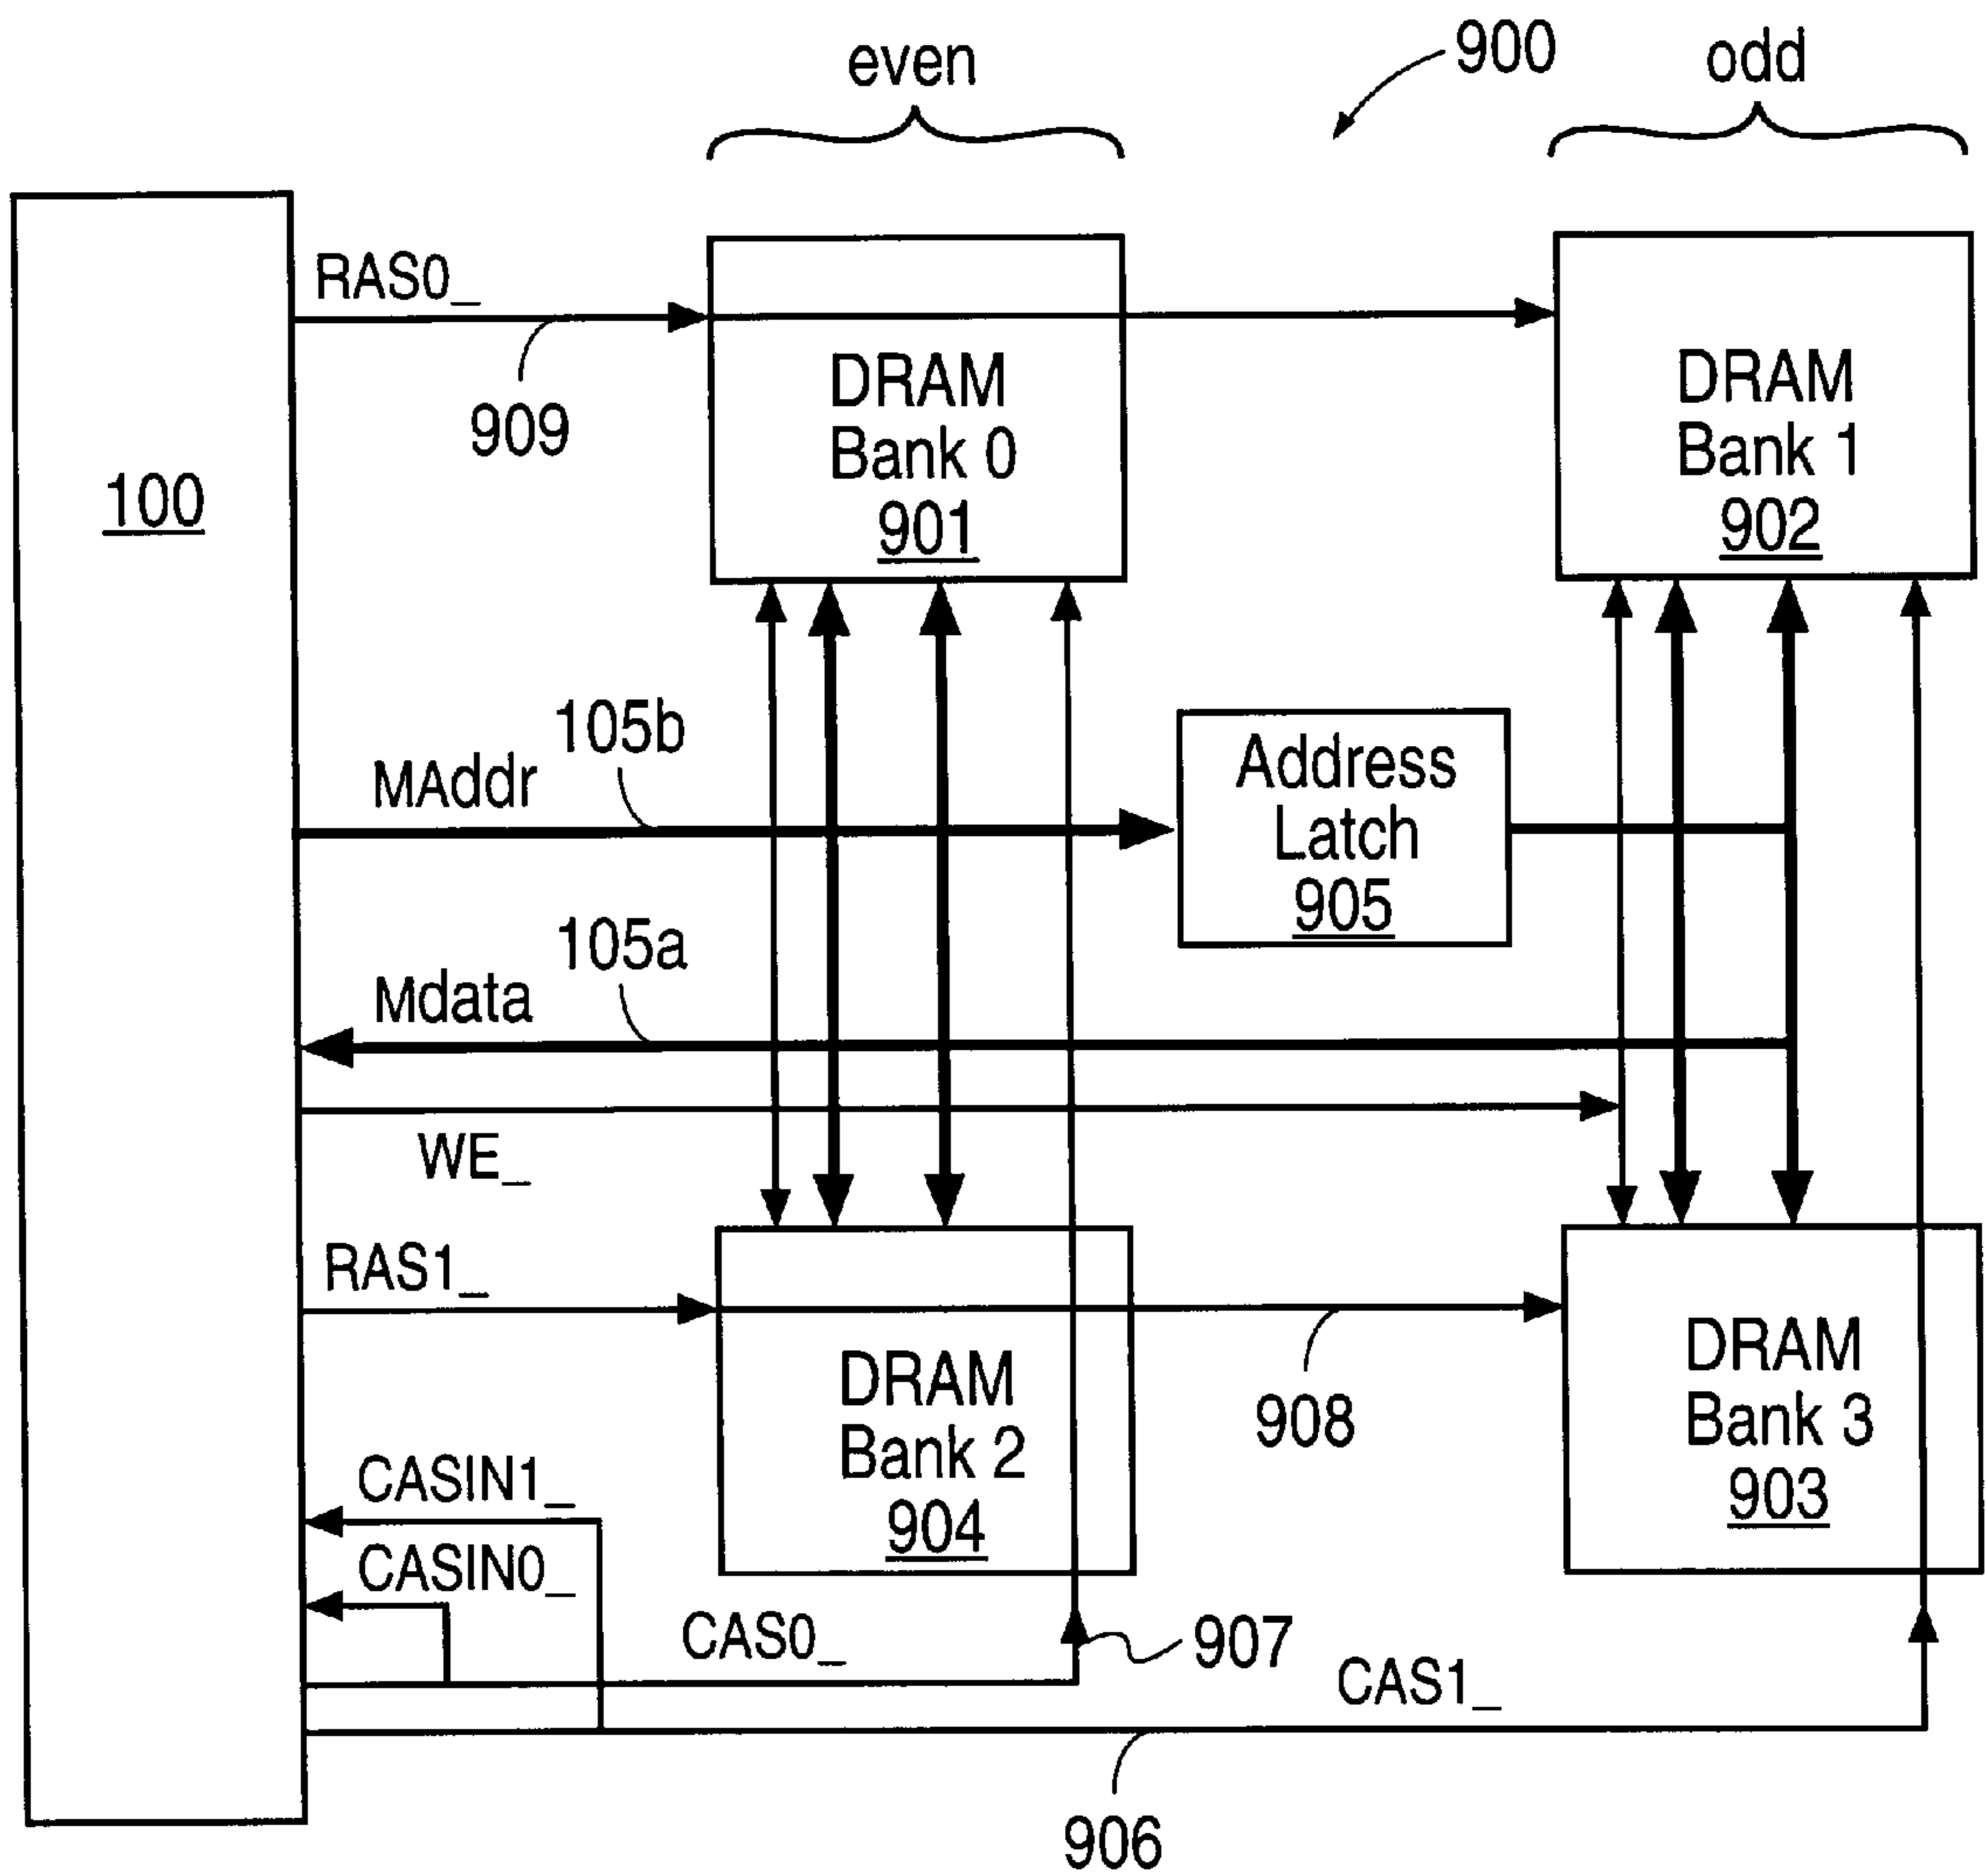 even
900
odd
RAS0_
909
DRAM
Bank 0
901
DRAM
Bank 1
902
100
105b
MAddr
Address
Latch
905
105a
Mdata
WE_
RAS1_
DRAM
Bank 2
904
908
DRAM
Bank 3
903
CASIN1_
CASIN0_
CAS0_
907
CAS1_
906